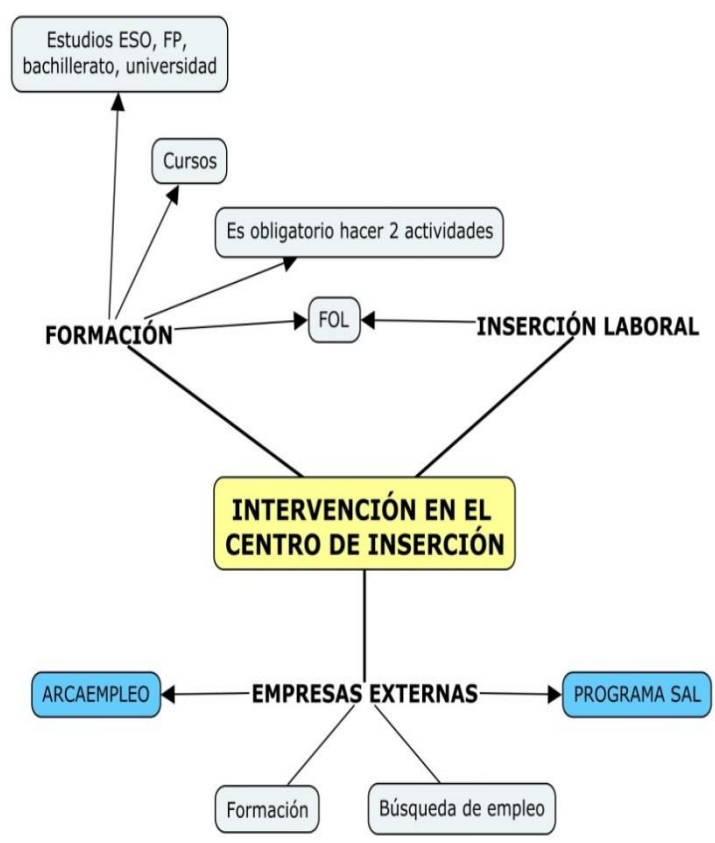 Estudios ESO, FP,
bachillerato, universidad
Cursos
Es obligatorio hacer 2 actividades
FORMACIÓN
FOL
INSERCIÓN LABORAL
INTERVENCIÓN EN EL
CENTRO DE INSERCIÓN
ARCAEMPLEO
EMPRESAS EXTERNAS
PROGRAMA SAL
Formación
Búsqueda de empleo